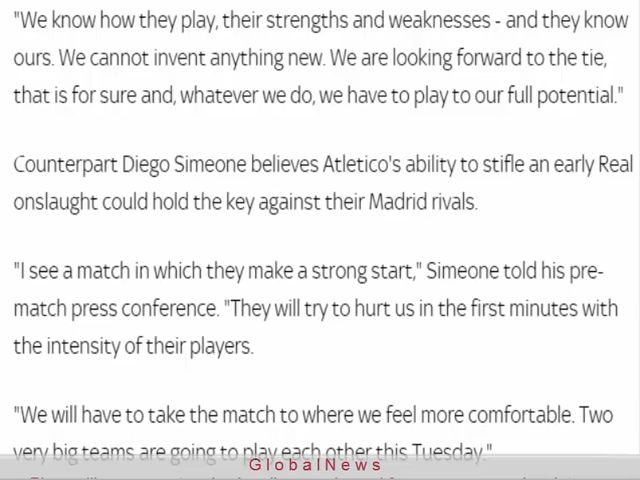 "We know how they play, their strengths and weaknesses - and they know
ours. We cannot invent anything new. We are looking forward to the tie,
that is for sure and, whatever we do, we have to play to our full potential."
Counterpart Diego Simeone believes Atletico's ability to stifle an early Real
onslaught could hold the key against their Madrid rivals.
"I see a match in which they make a strong start," Simeone told his pre-
match press conference. "They will try to hurt us in the first minutes with
the intensity of their players.
"We will have to take the match to where we feel more comfortable. Two
very big teams are going to play each other this Tuesday."
GlobalNews